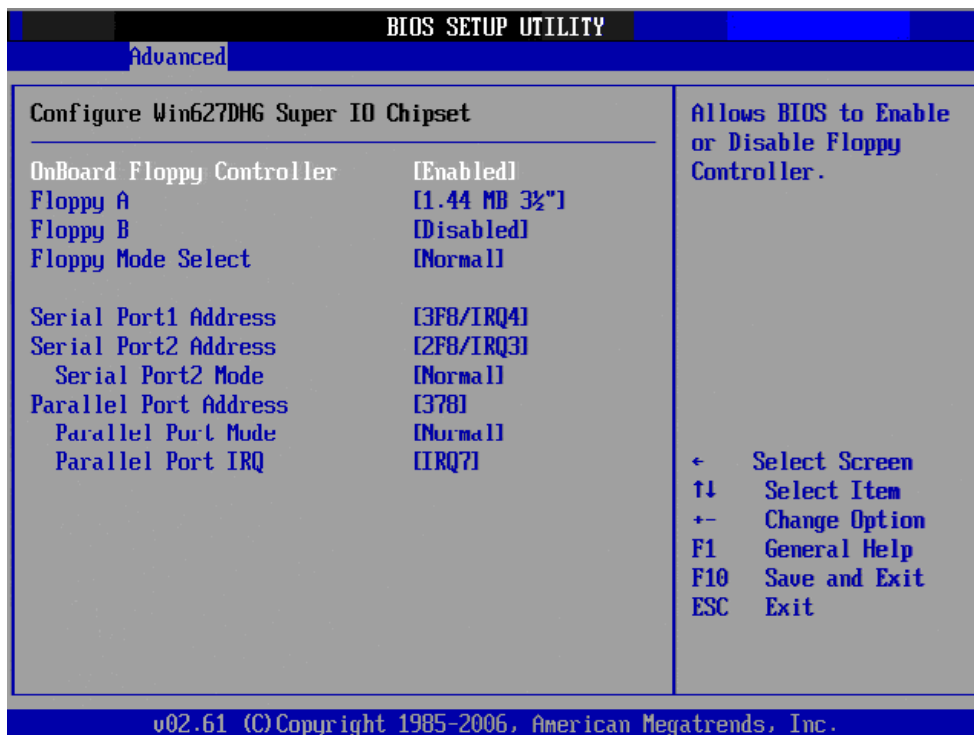 BIOS SETUP UTILITY
Advanced
Configure Win627DHG Super IO Chipset
OnBoard Floppy Controller [Enabled]
Floppy A [1.44 MB 3½"]
Floppy B [Disabled]
Floppy Mode Select [Normal]
Serial Port1 Address [3F8/IRQ4]
Serial Port2 Address [2F8/IRQ3]
Serial Port2 Mode [Normal]
Parallel Port Address [378]
Parallel Port Mode [Normal]
Parallel Port IRQ [IRQ7]
Allows BIOS to Enable
or Disable Floppy
Controller.
← Select Screen
↑↓ Select Item
+- Change Option
F1 General Help
F10 Save and Exit
ESC Exit
v02.61 (C)Copyright 1985-2006, American Megatrends, Inc.